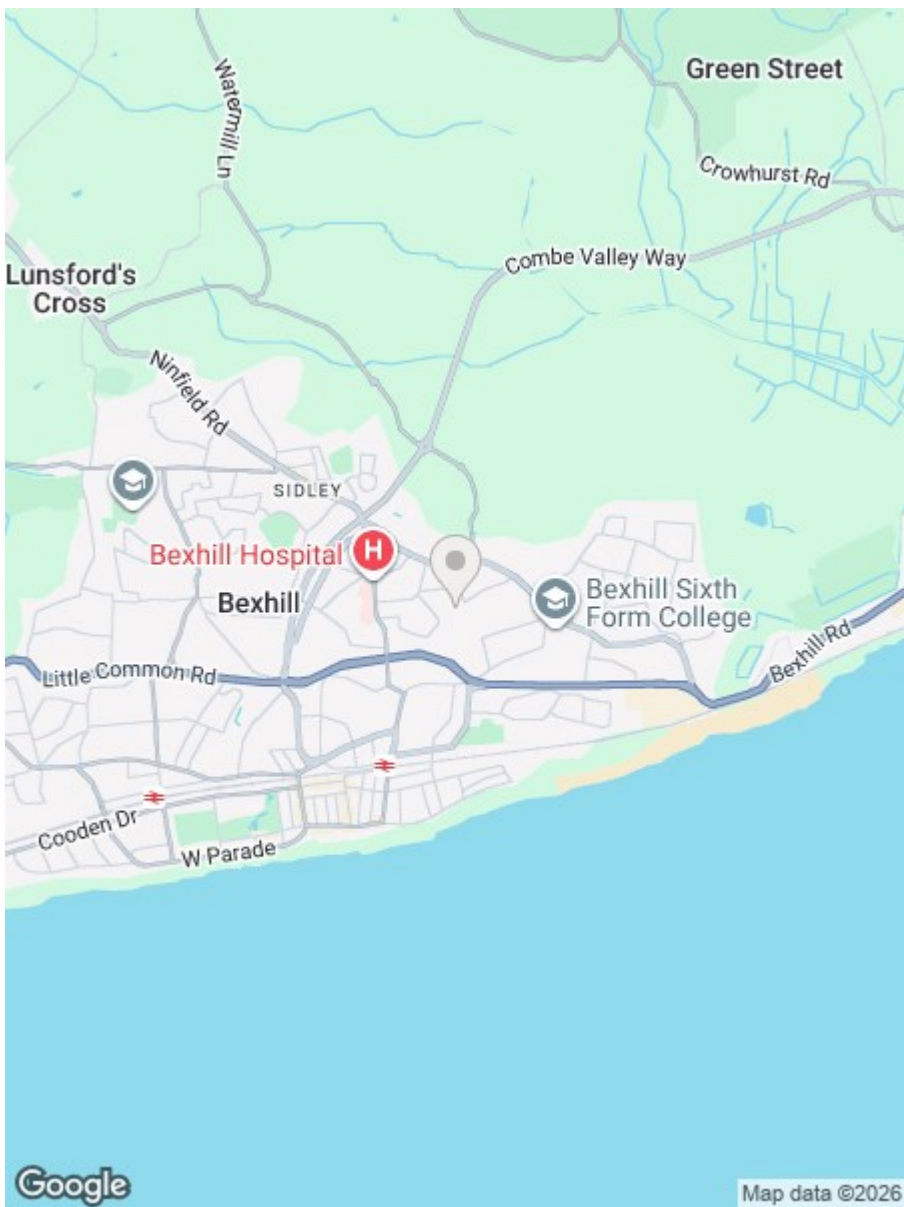 Green Street
Watermill Ln
Crowhurst Rd
Combe Valley Way
Lunsford's
Cross
Ninfield Rd
SIDLEY
Bexhill Hospital
H
Bexhill
Bexhill Sixth
Form College
Bexhill Rd
Little Common Rd
Cooden Dr
W Parade
Google
Map data ©2026